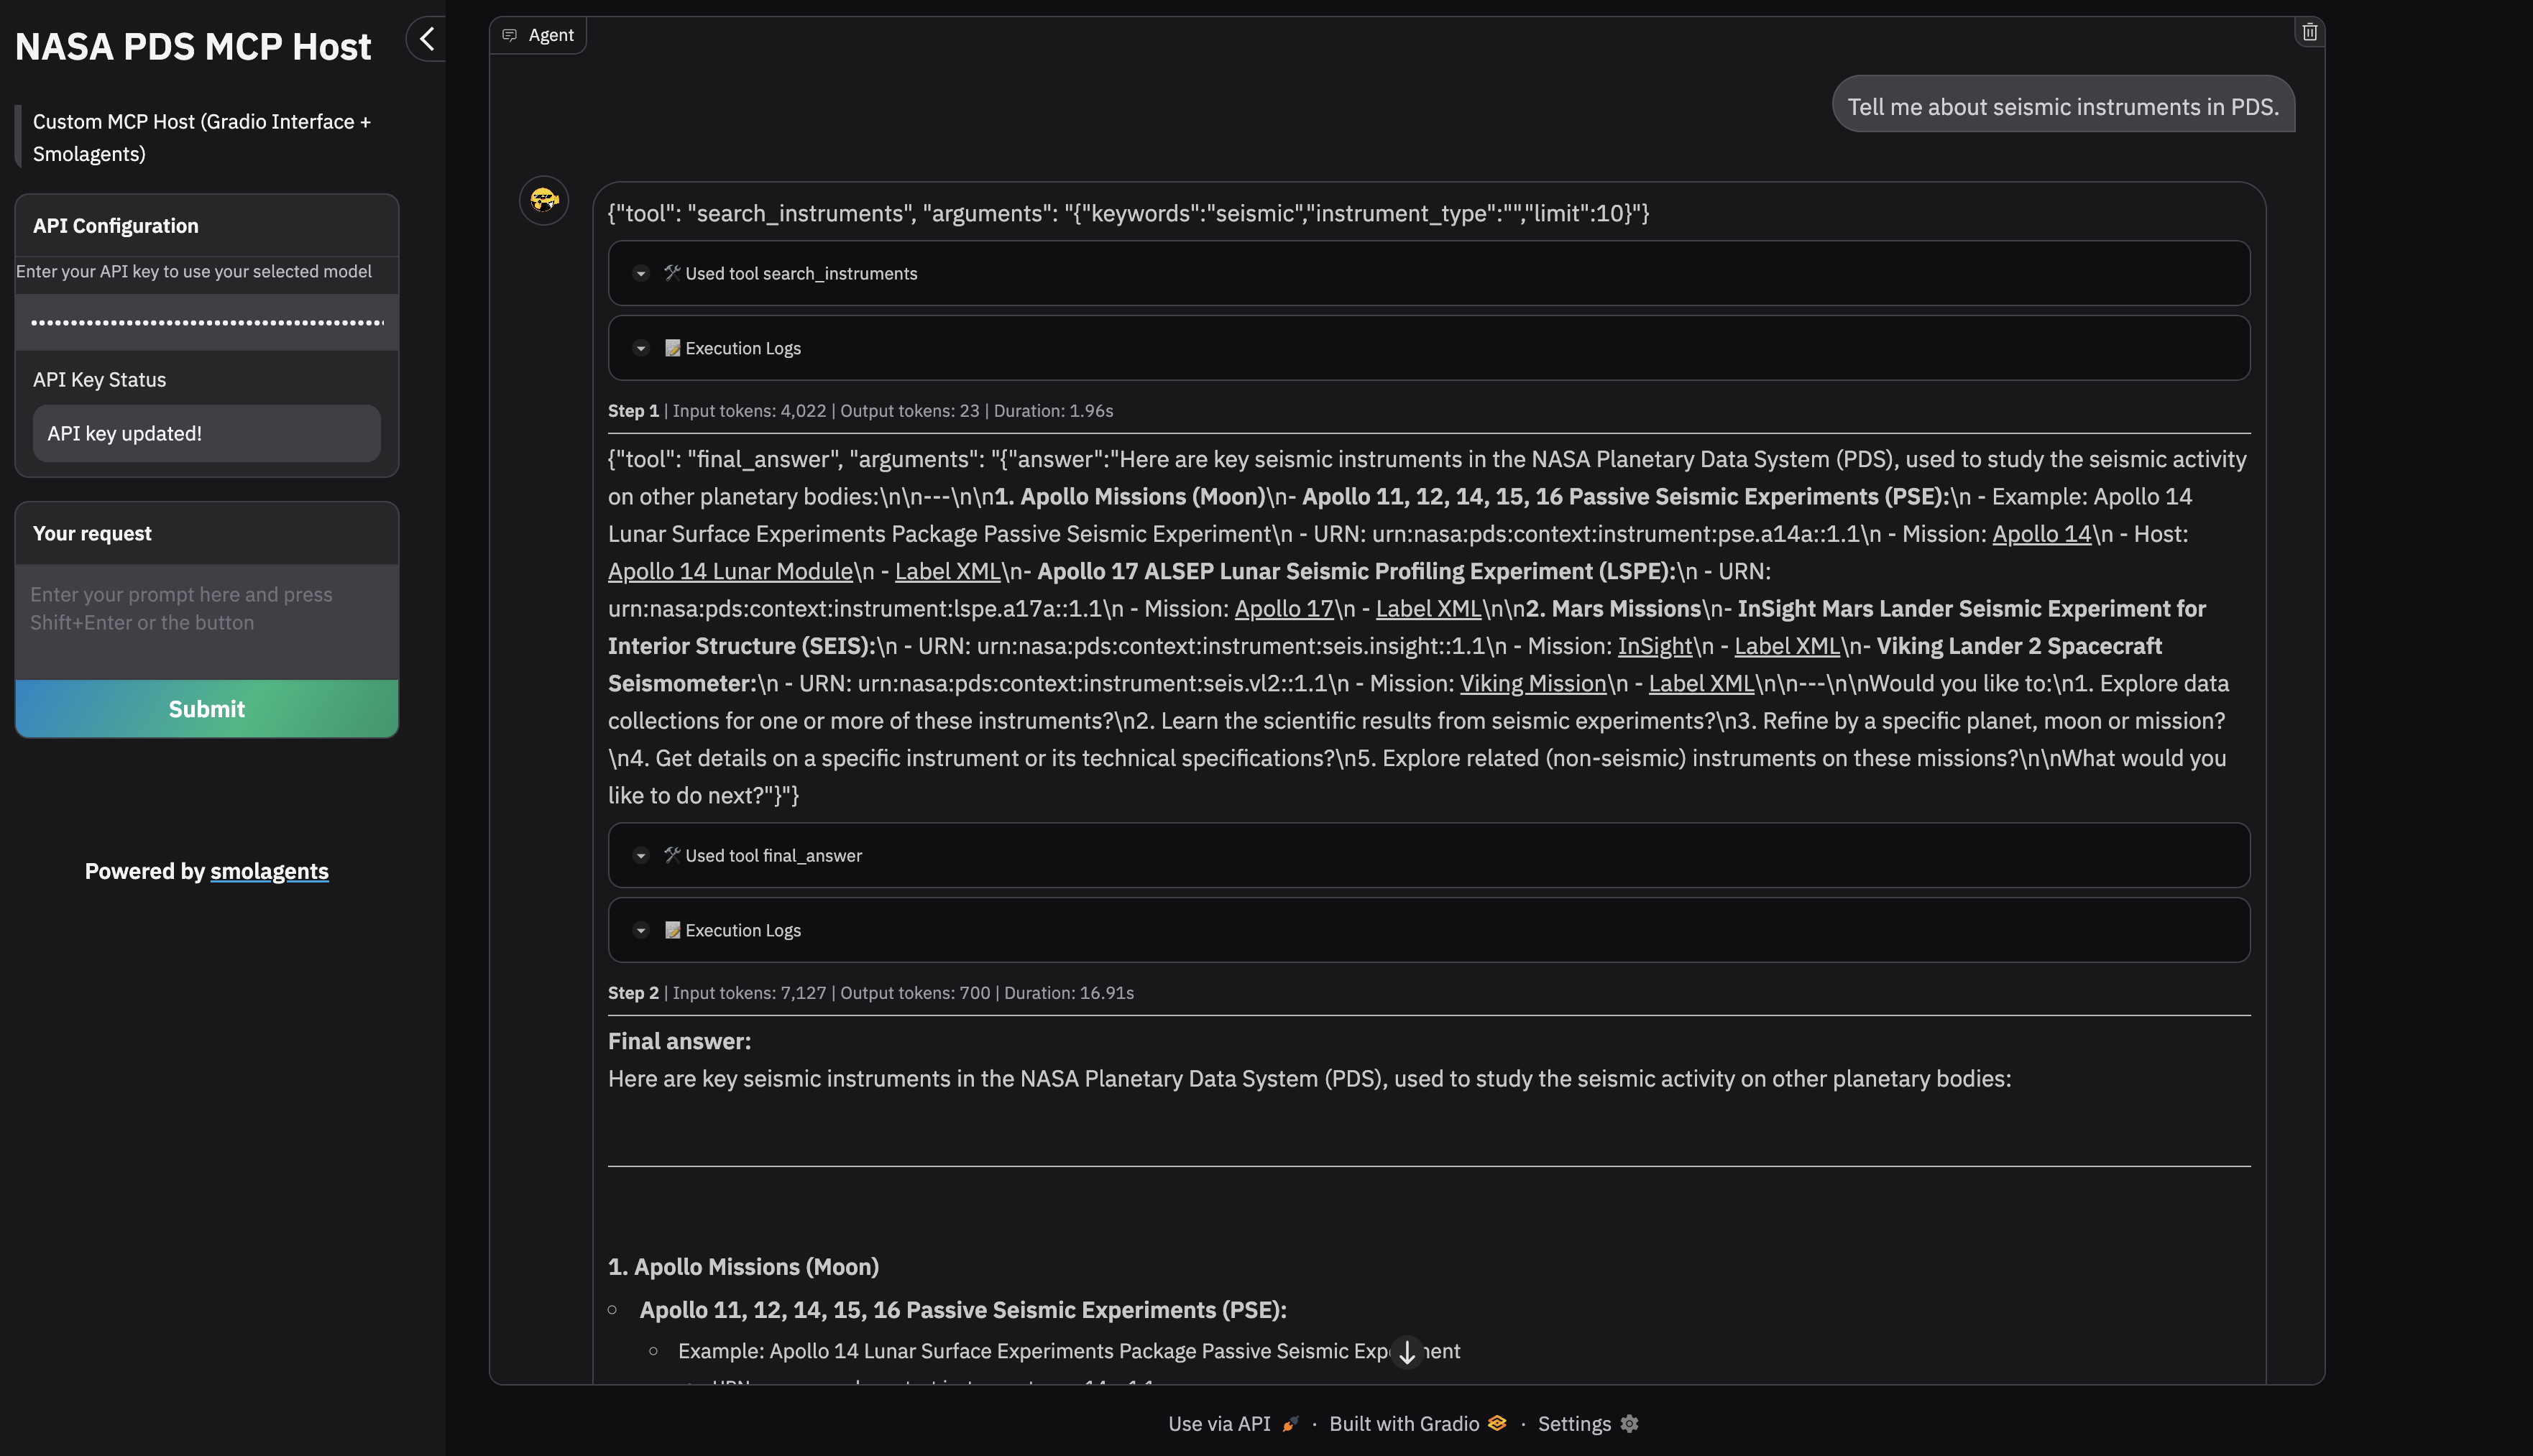 NASA PDS MCP Host
Custom MCP Host (Gradio Interface +
Smolagents)
API Configuration
Enter your API key to use your selected model
API Key Status
API key updated!
Your request
Enter your prompt here and press
Shift+Enter or the button
Submit
Powered by smolagents
Agent
Tell me about seismic instruments in PDS.
{"tool": "search_instruments", "arguments": "{"keywords":"seismic","instrument_type":"","limit":10}"}
🛠️ Used tool search_instruments
📝 Execution Logs
Step 1 | Input tokens: 4,022 | Output tokens: 23 | Duration: 1.96s
{"tool": "final_answer", "arguments": "{"answer":"Here are key seismic instruments in the NASA Planetary Data System (PDS), used to study the seismic activity
on other planetary bodies:\n\n---\n\n1. Apollo Missions (Moon)\n- Apollo 11, 12, 14, 15, 16 Passive Seismic Experiments (PSE):\n - Example: Apollo 14
Lunar Surface Experiments Package Passive Seismic Experiment\n - URN: urn:nasa:pds:context:instrument:pse.a14a::1.1\n - Mission: Apollo 14\n - Host:
Apollo 14 Lunar Module\n - Label XML\n- Apollo 17 ALSEP Lunar Seismic Profiling Experiment (LSPE):\n - URN:
urn:nasa:pds:context:instrument:lspe.a17a::1.1\n - Mission: Apollo 17\n - Label XML\n\n2. Mars Missions\n- InSight Mars Lander Seismic Experiment for
Interior Structure (SEIS):\n - URN: urn:nasa:pds:context:instrument:seis.insight::1.1\n - Mission: InSight\n - Label XML\n- Viking Lander 2 Spacecraft
Seismometer:\n - URN: urn:nasa:pds:context:instrument:seis.vl2::1.1\n - Mission: Viking Mission\n - Label XML\n\n---\n\nWould you like to:\n1. Explore data
collections for one or more of these instruments?\n2. Learn the scientific results from seismic experiments?\n3. Refine by a specific planet, moon or mission?
\n4. Get details on a specific instrument or its technical specifications?\n5. Explore related (non-seismic) instruments on these missions?\n\nWhat would you
like to do next?"}"}
🛠️ Used tool final_answer
📝 Execution Logs
Step 2 | Input tokens: 7,127 | Output tokens: 700 | Duration: 16.91s
Final answer:
Here are key seismic instruments in the NASA Planetary Data System (PDS), used to study the seismic activity on other planetary bodies:
1. Apollo Missions (Moon)
Apollo 11, 12, 14, 15, 16 Passive Seismic Experiments (PSE):
Example: Apollo 14 Lunar Surface Experiments Package Passive Seismic
Use via API 🚀 · Built with Gradio · Settings